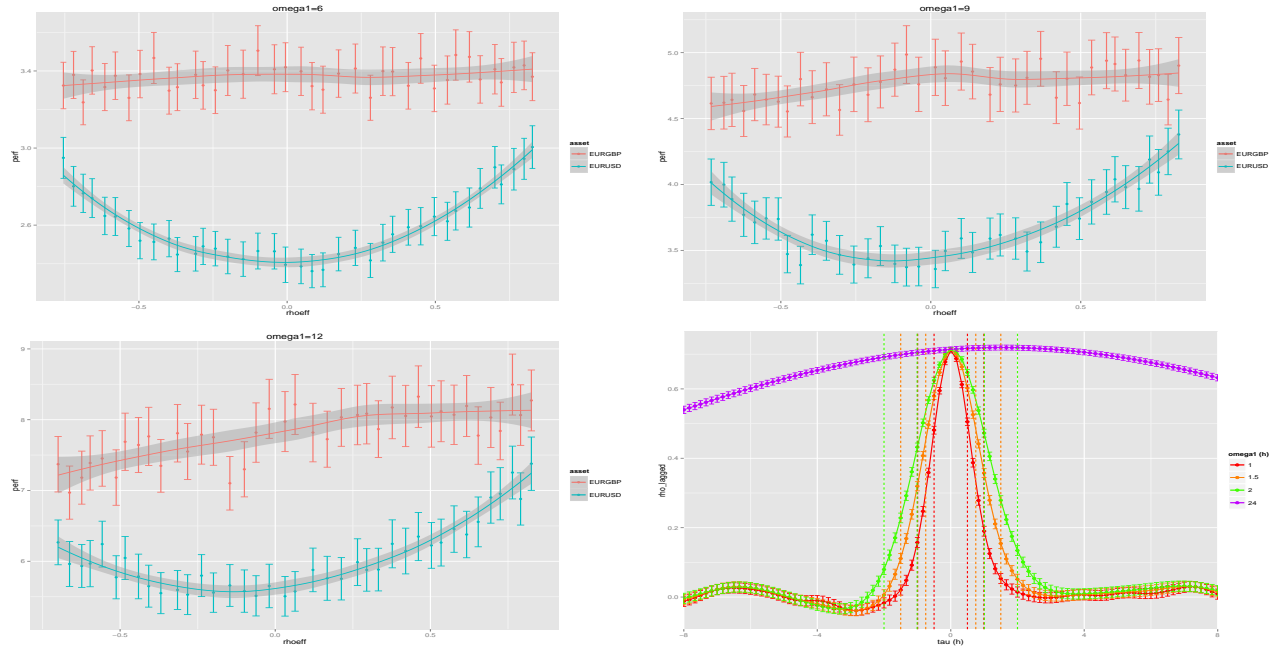 omega1=6
perf
3.4
3.0
2.6
−0.5
0.0
0.5
rhoeff
asset
EURGBP
EURUSD
omega1=9
perf
5.0
4.5
4.0
3.5
−0.5
0.0
0.5
rhoeff
asset
EURGBP
EURUSD
omega1=12
perf
9
8
7
6
−0.5
0.0
0.5
rhoeff
asset
EURGBP
EURUSD
rho_lagged
0.6
0.4
0.2
0.0
−8
−4
0
4
8
tau (h)
omega1 (h)
1
1.5
2
24